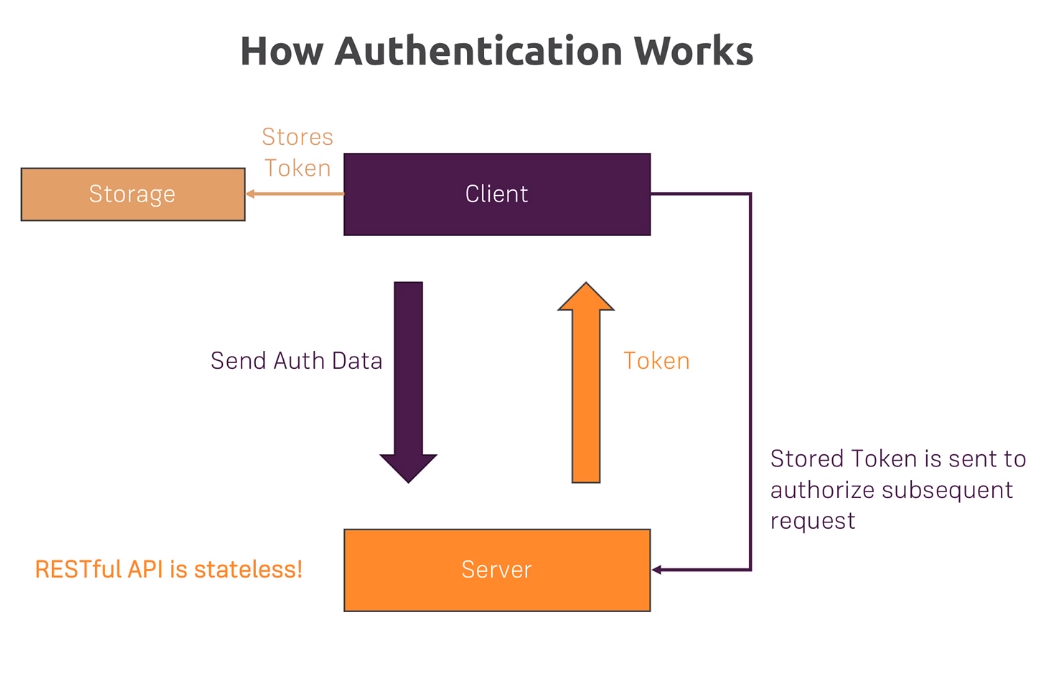 How Authentication Works
Stores
Token
Storage
Client
Send Auth Data
Token
Stored Token is sent to
authorize subsequent
request
RESTful API is stateless!
Server